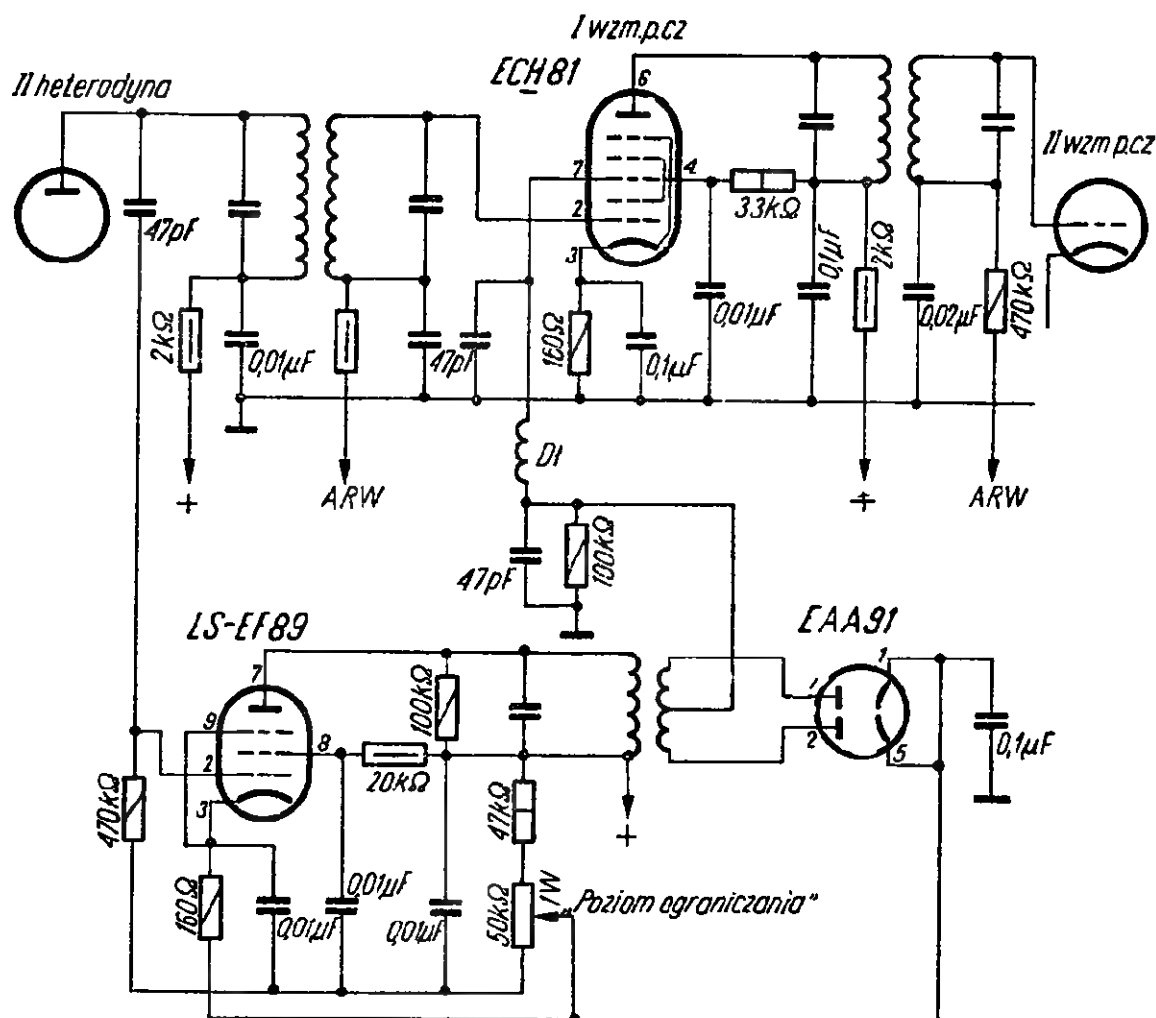 I wzm.p.cz
II heterodyna
ECH81
6
II wzm p.cz
7
4
2
3
47pF
33kΩ
2kΩ
0,01µF
47pF
160Ω
0,1µF
0,01µF
0,1µF
2kΩ
0,02µF
470kΩ
+
ARW
Dł
+
ARW
47pF
100kΩ
LS-EF89
EAA91
7
1
9
8
100kΩ
2
20kΩ
2
5
0,1µF
3
470kΩ
47kΩ
+
160Ω
0,01µF
0,01µF
0,01µF
50kΩ
1W
„Poziom ograniczania"